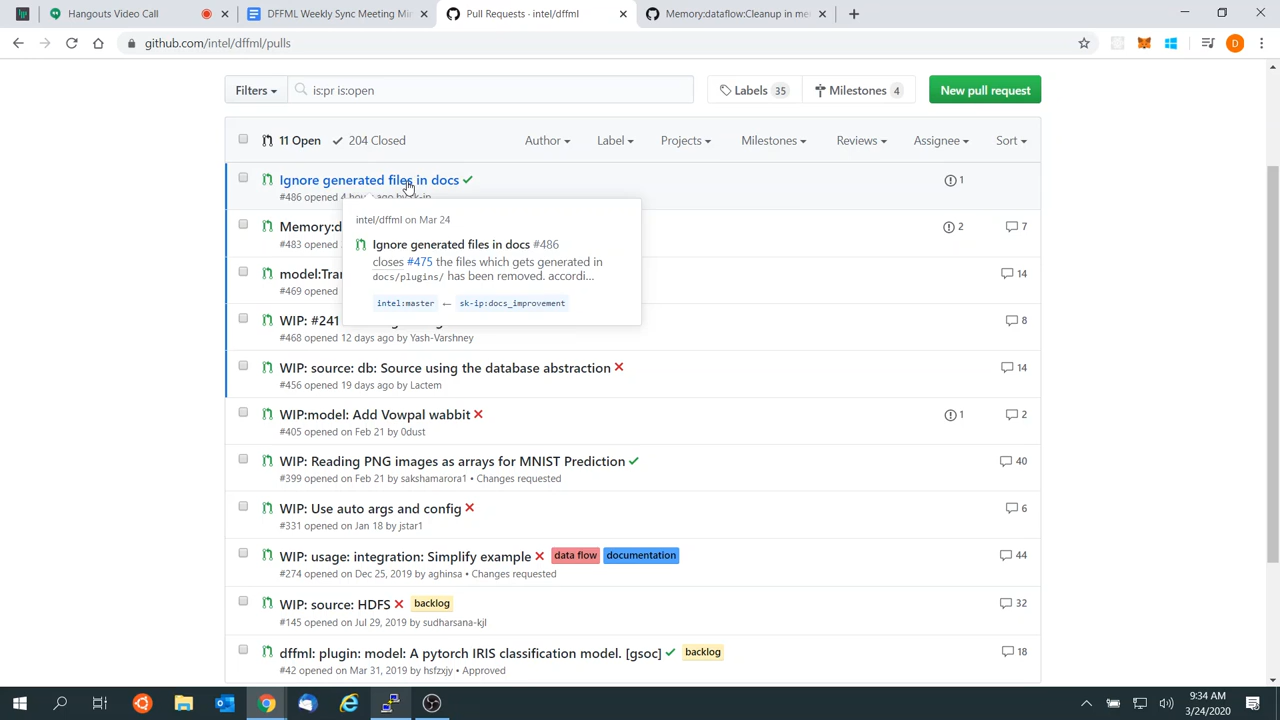 Hangouts Video Call
DFFML Weekly Sync Meeting Min
Pull Requests · intel/dffml
Memory:dataflow:Cleanup in me
github.com/intel/dffml/pulls
D
Filters
is:pr is:open
Labels 35
Milestones 4
New pull request
11 Open
204 Closed
Author
Label
Projects
Milestones
Reviews
Assignee
Sort
Ignore generated files in docs
1
#486 opened 4 hours ago by sk-ip
intel/dffml on Mar 24
Ignore generated files in docs #486
closes #475 the files which gets generated in
docs/plugins/ has been removed. accordi...
intel:master ← sk-ip:docs_improvement
Memory:d
2
7
#483 opened
model:Tran
14
#469 opened
WIP: #241
8
#468 opened 12 days ago by Yash-Varshney
WIP: source: db: Source using the database abstraction
14
#456 opened 19 days ago by Lactem
WIP:model: Add Vowpal wabbit
1
2
#405 opened on Feb 21 by 0dust
WIP: Reading PNG images as arrays for MNIST Prediction
40
#399 opened on Feb 21 by sakshamarora1 • Changes requested
WIP: Use auto args and config
6
#331 opened on Jan 18 by jstar1
WIP: usage: integration: Simplify example
data flow
documentation
44
#274 opened on Dec 25, 2019 by aghinsa • Changes requested
WIP: source: HDFS
backlog
32
#145 opened on Jul 29, 2019 by sudharsana-kjl
dffml: plugin: model: A pytorch IRIS classification model. [gsoc]
backlog
18
#42 opened on Mar 31, 2019 by hsfzxjy • Approved
9:34 AM
3/24/2020